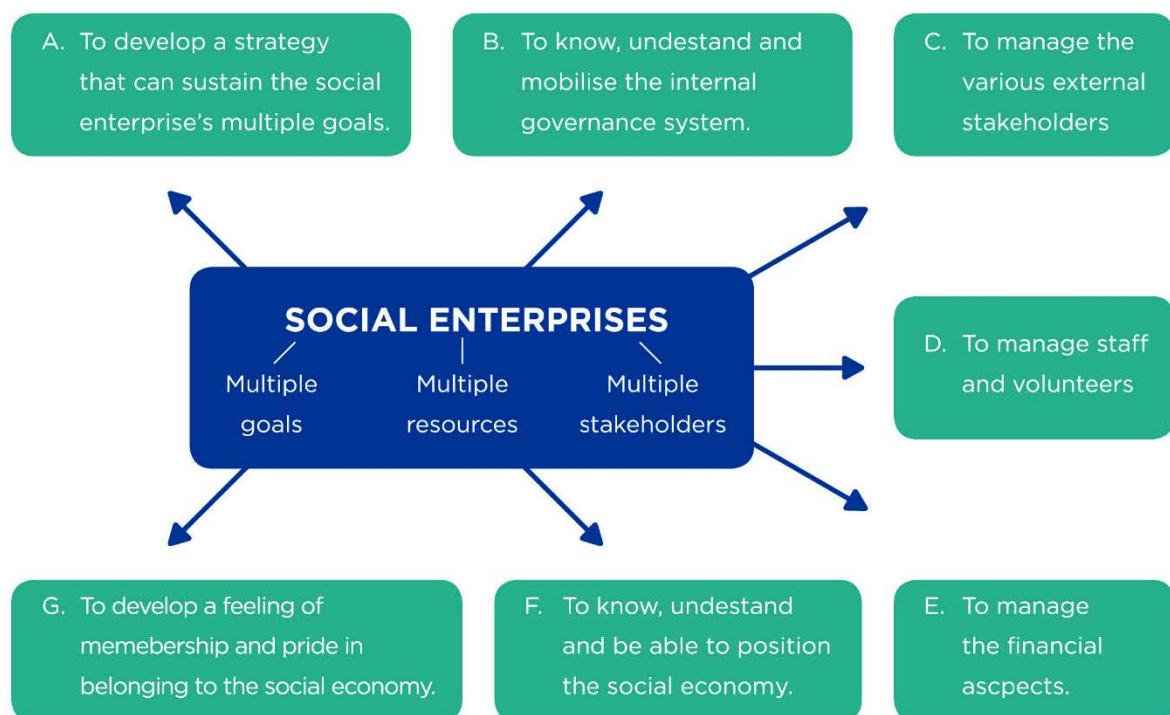 A. To develop a strategy
that can sustain the social
enterprise's multiple goals.
B. To know, undestand and
mobilise the internal
governance system.
C. To manage the
various external
stakeholders
SOCIAL ENTERPRISES
Multiple
goals
Multiple
resources
Multiple
stakeholders
D. To manage staff
and volunteers
G. To develop a feeling of
memebership and pride in
belonging to the social economy.
F. To know, undestand
and be able to position
the social economy.
E. To manage
the financial
ascpects.